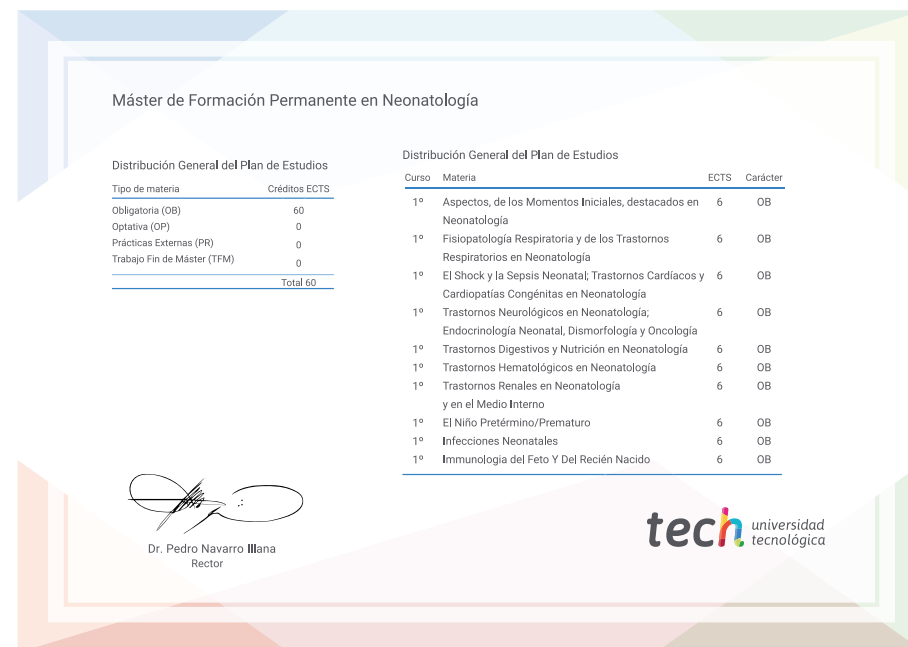 Máster de Formación Permanente en Neonatología
Distribución General del Plan de Estudios
Tipo de materia Créditos ECTS
Obligatoria (OB) 60
Optativa (OP) 0
Prácticas Externas (PR) 0
Trabajo Fin de Máster (TFM) 0
Total 60
Distribución General del Plan de Estudios
Curso Materia ECTS Carácter
1º Aspectos, de los Momentos Iniciales, destacados en 6 OB
Neonatología
1º Fisiopatología Respiratoria y de los Trastornos 6 OB
Respiratorios en Neonatología
1º El Shock y la Sepsis Neonatal; Trastornos Cardíacos y 6 OB
Cardiopatías Congénitas en Neonatología
1º Trastornos Neurológicos en Neonatología; 6 OB
Endocrinología Neonatal, Dismorfología y Oncología
1º Trastornos Digestivos y Nutrición en Neonatología 6 OB
1º Trastornos Hematológicos en Neonatología 6 OB
1º Trastornos Renales en Neonatología 6 OB
y en el Medio Interno
1º El Niño Pretérmino/Prematuro 6 OB
1º Infecciones Neonatales 6 OB
1º Immunologia del Feto Y Del Recién Nacido 6 OB
Dr. Pedro Navarro Illana
Rector
tech universidad
tecnológica